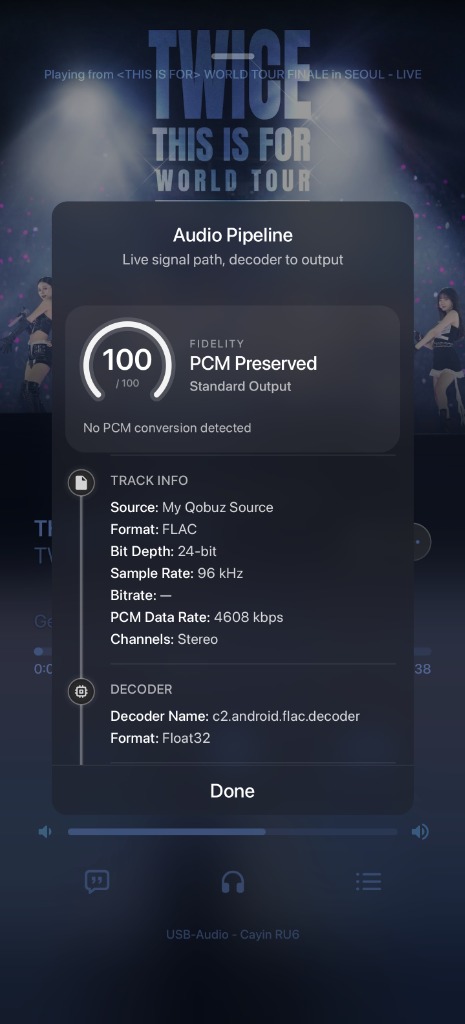 TWICE
Playing from <THIS IS FOR> WORLD TOUR FINALE in SEOUL - LIVE
THIS IS FOR
WORLD TOUR
Audio Pipeline
Live signal path, decoder to output
100
/ 100
FIDELITY
PCM Preserved
Standard Output
No PCM conversion detected
TRACK INFO
Source: My Qobuz Source
Format: FLAC
Bit Depth: 24-bit
Sample Rate: 96 kHz
Bitrate: —
PCM Data Rate: 4608 kbps
Channels: Stereo
DECODER
Decoder Name: c2.android.flac.decoder
Format: Float32
Done
USB-Audio - Cayin RU6